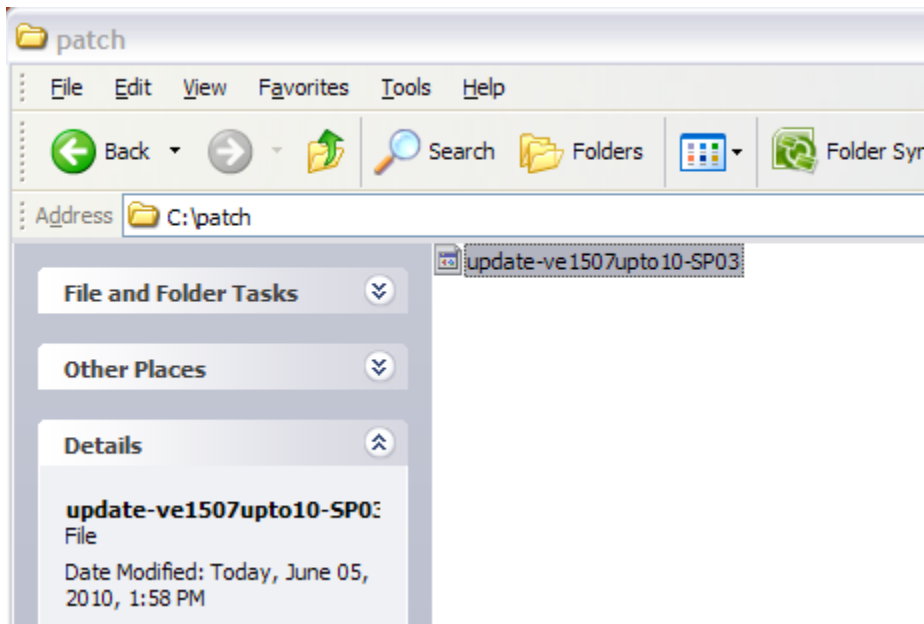 patch
File Edit View Favorites Tools Help
Back Search Folders Folder Syn
Address C:\patch
update-ve1507upto10-SP03
File and Folder Tasks
Other Places
Details
update-ve1507upto10-SP03
File
Date Modified: Today, June 05,
2010, 1:58 PM